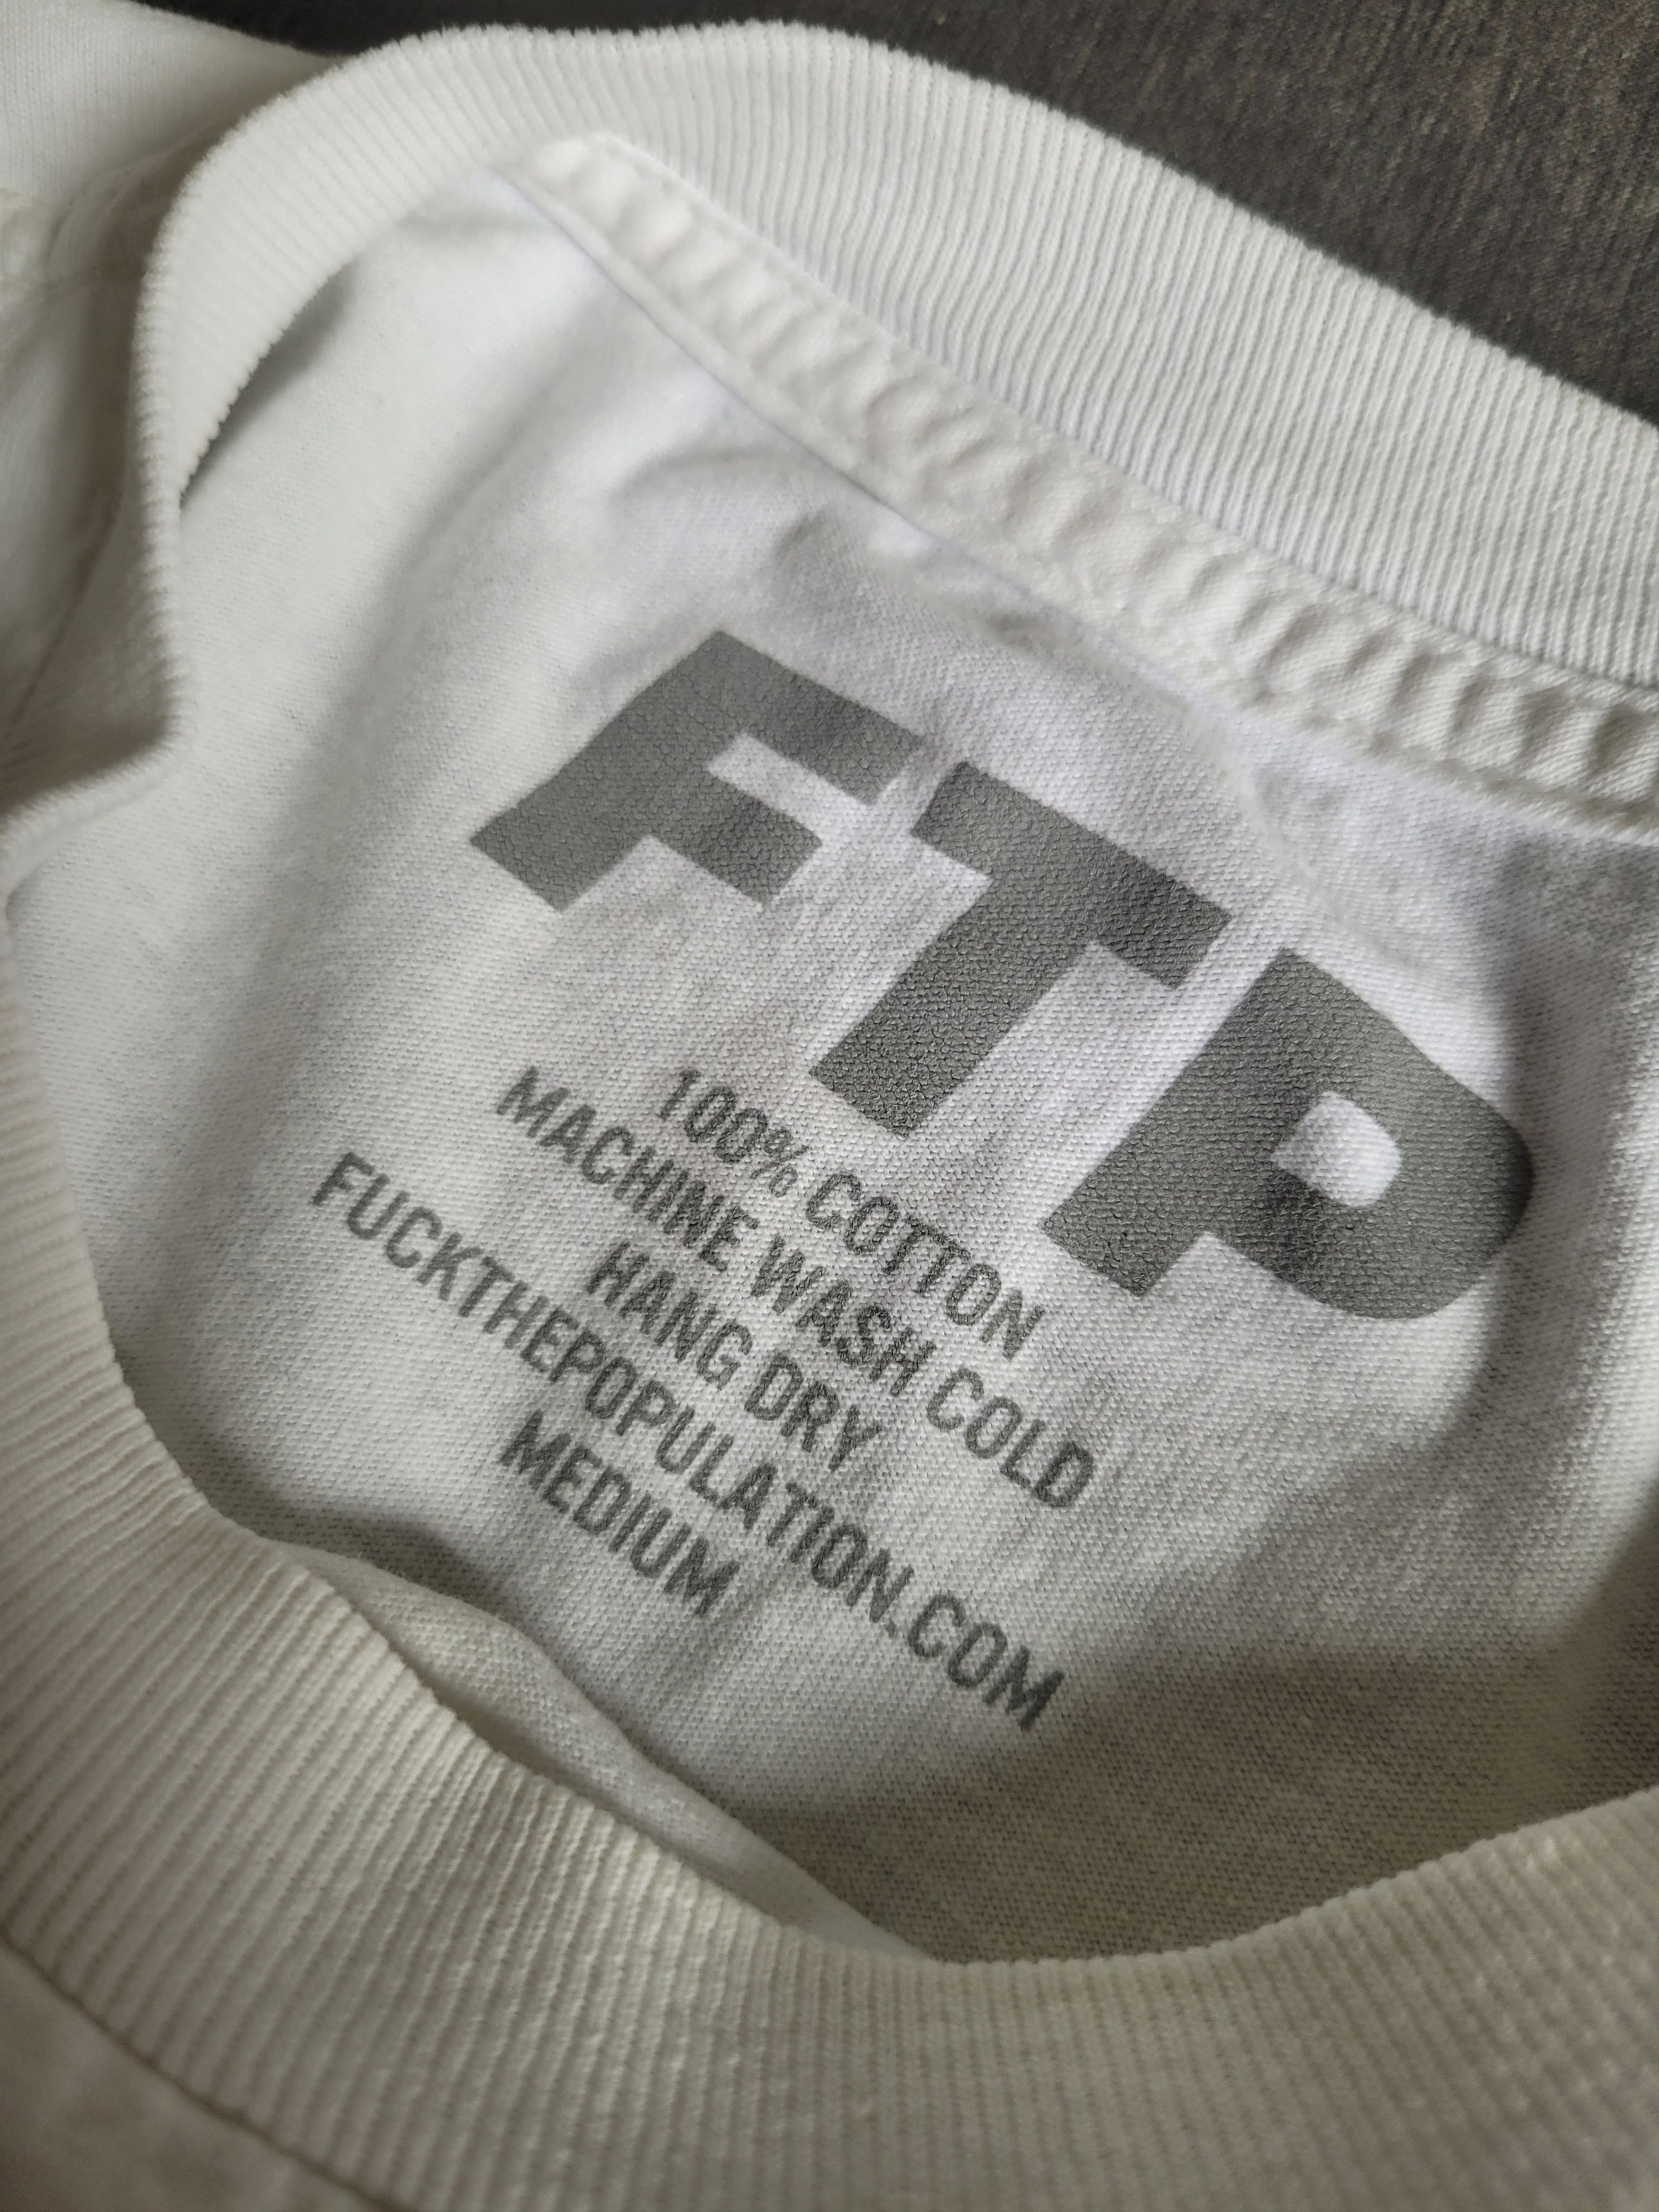 FTP
100% COTTON
MACHINE WASH COLD
HANG DRY
FUCKTHEPOPULATION.COM
MEDIUM